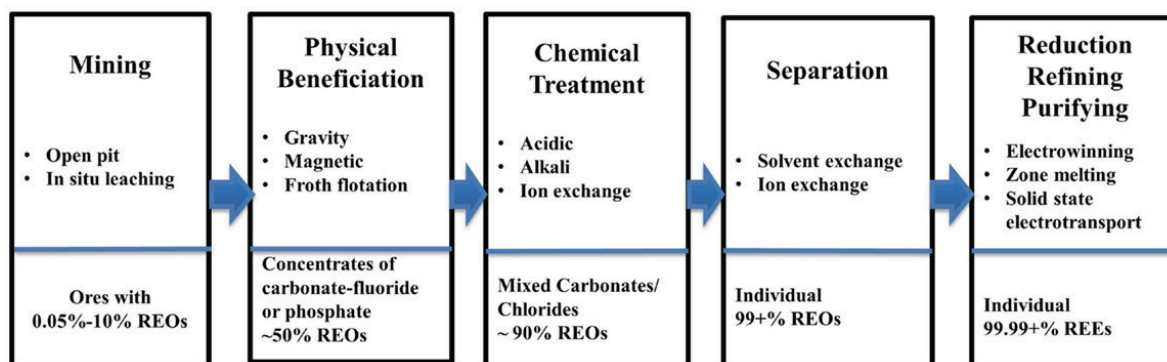 Mining
• Open pit
• In situ leaching
Ores with
0.05%-10% REOs
Physical
Beneficiation
• Gravity
• Magnetic
• Froth flotation
Concentrates of
carbonate-fluoride
or phosphate
~50% REOs
Chemical
Treatment
• Acidic
• Alkali
• Ion exchange
Mixed Carbonates/
Chlorides
~ 90% REOs
Separation
• Solvent exchange
• Ion exchange
Individual
99+% REOs
Reduction
Refining
Purifying
• Electrowinning
• Zone melting
• Solid state
electrotransport
Individual
99.99+% REEs